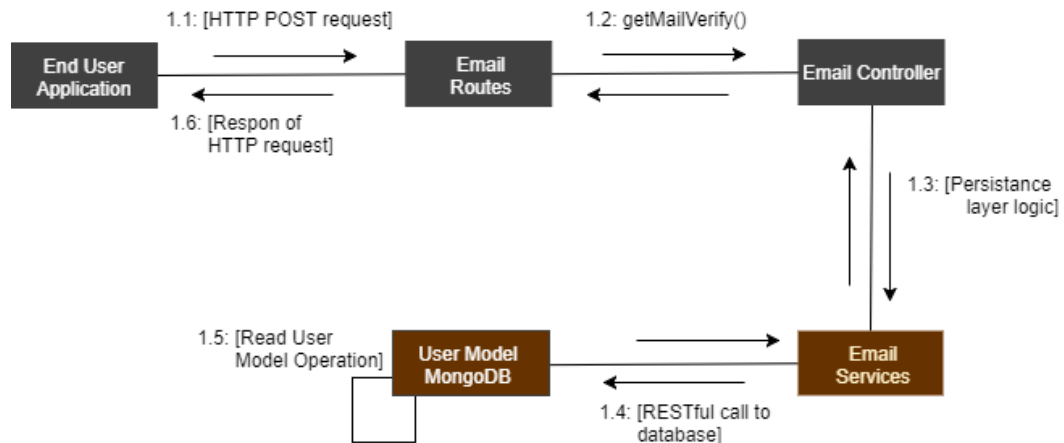 1.1: [HTTP POST request]
1.2: getMailVerify()
End User
Application
Email
Routes
Email Controller
1.6: [Respon of
HTTP request]
1.3: [Persistance
layer logic]
1.5: [Read User
Model Operation]
User Model
MongoDB
Email
Services
1.4: [RESTful call to
database]